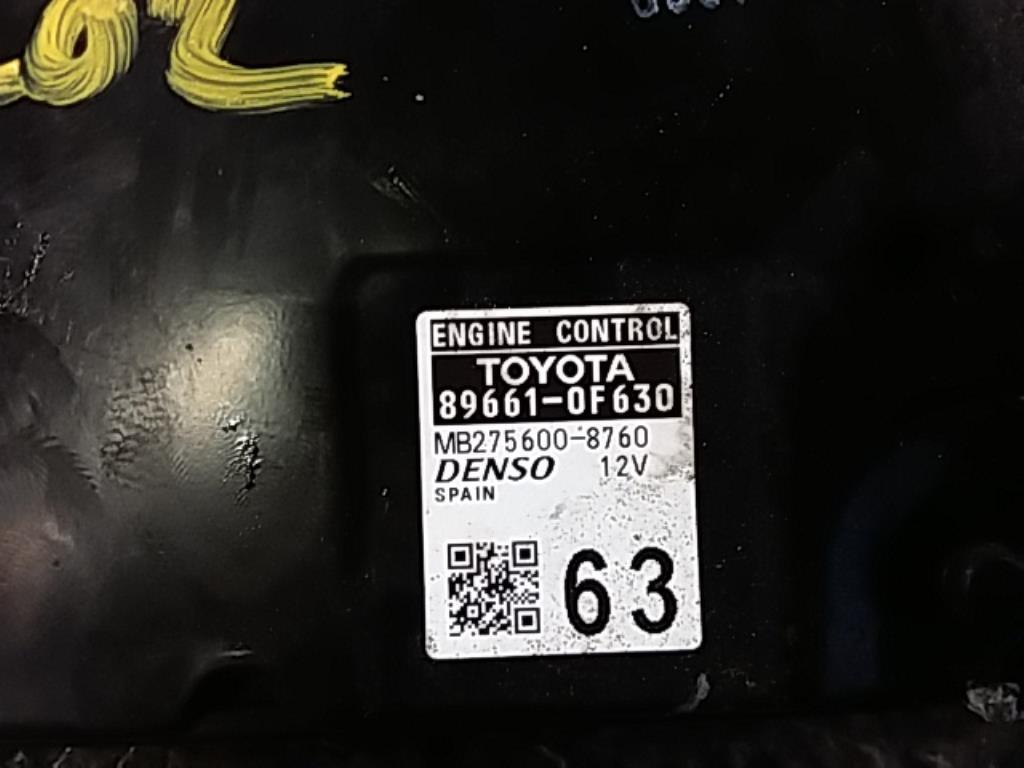 ENGINE CONTROL
TOYOTA
89661-0F630
MB275600-8760
DENSO 12V
SPAIN
63